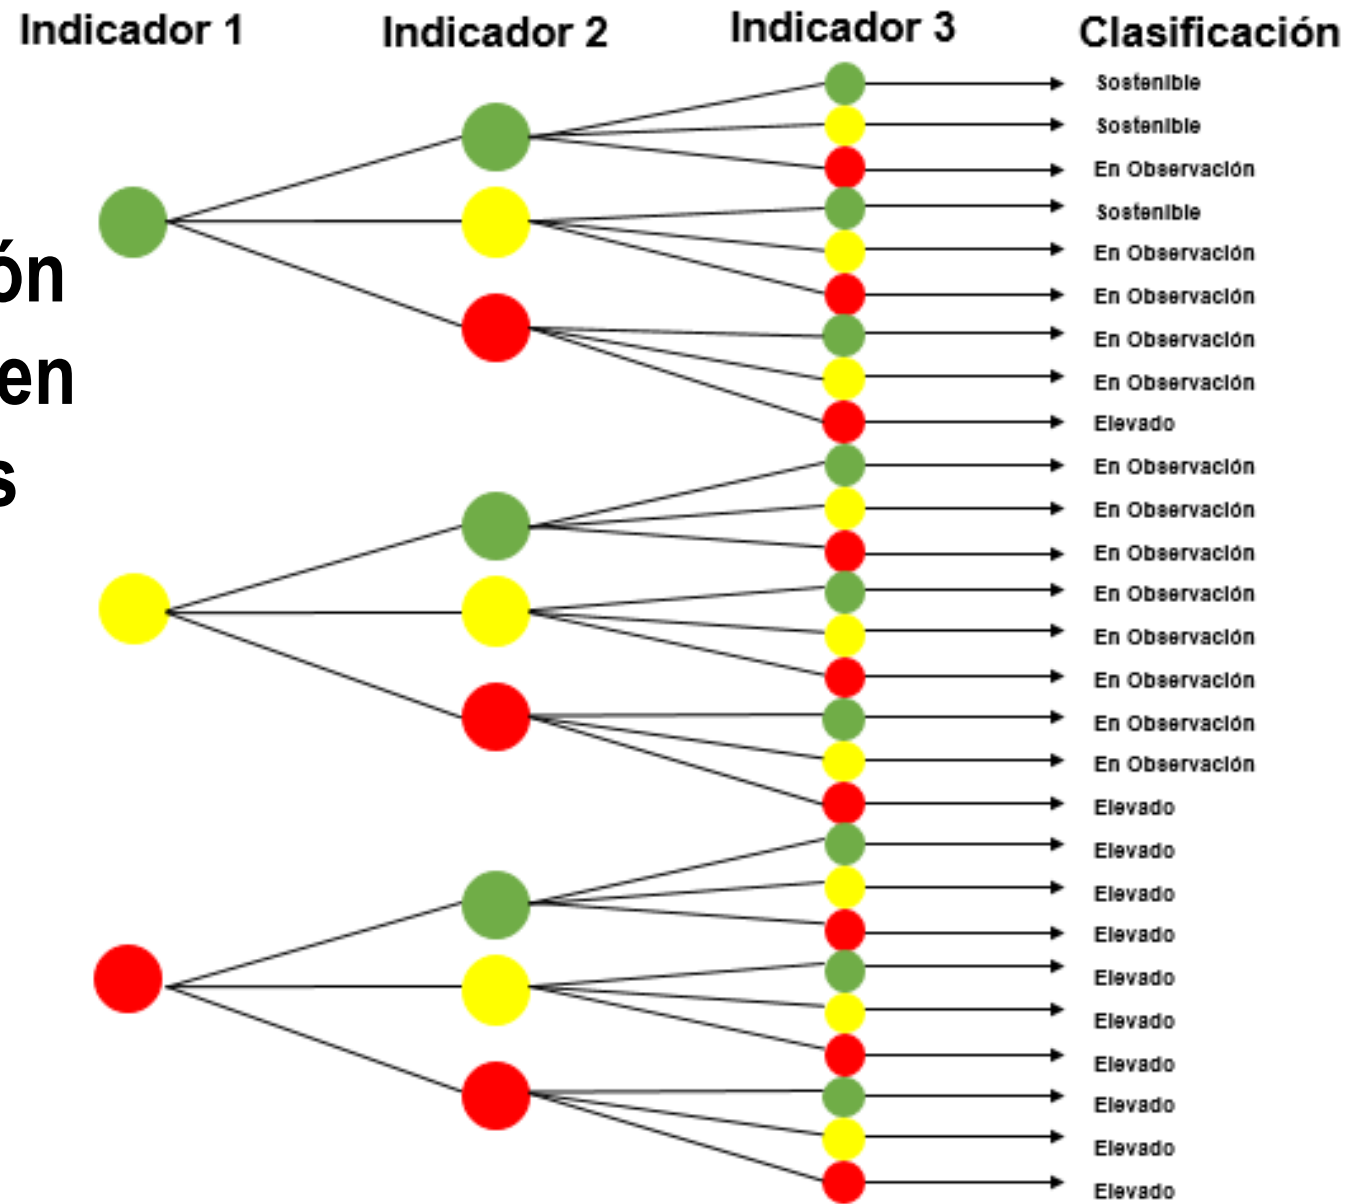 Indicador 1 Indicador 2 Indicador 3 Clasificación
Sostenible
Sostenible
En Observación
Sostenible
En Observación
ón
En Observación
En Observación
en
En Observación
Elevado
En Observación
s
En Observación
En Observación
En Observación
En Observación
En Observación
En Observación
En Observación
Elevado
Elevado
Elevado
Elevado
Elevado
Elevado
Elevado
Elevado
Elevado
Elevado